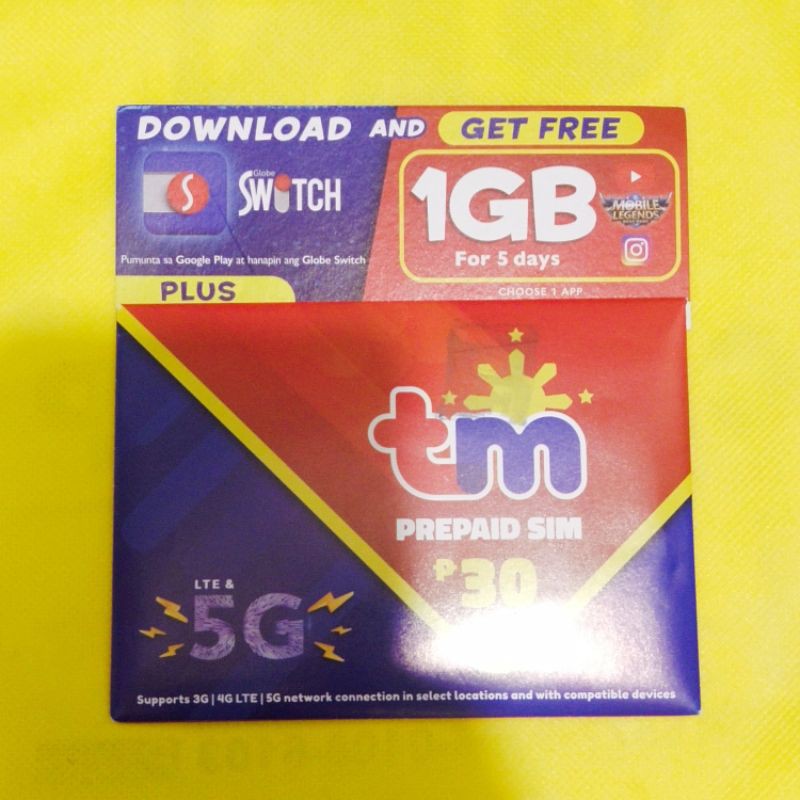 DOWNLOAD AND GET FREE
S
Globe
SWiTCH
Pumunta sa Google Play at hanapin ang Globe Switch
1GB
For 5 days
MOBILE
LEGENDS
CHOOSE 1 APP
PLUS
tm
PREPAID SIM
₱30
LTE &
5G
Supports 3G | 4G LTE | 5G network connection in select locations and with compatible devices